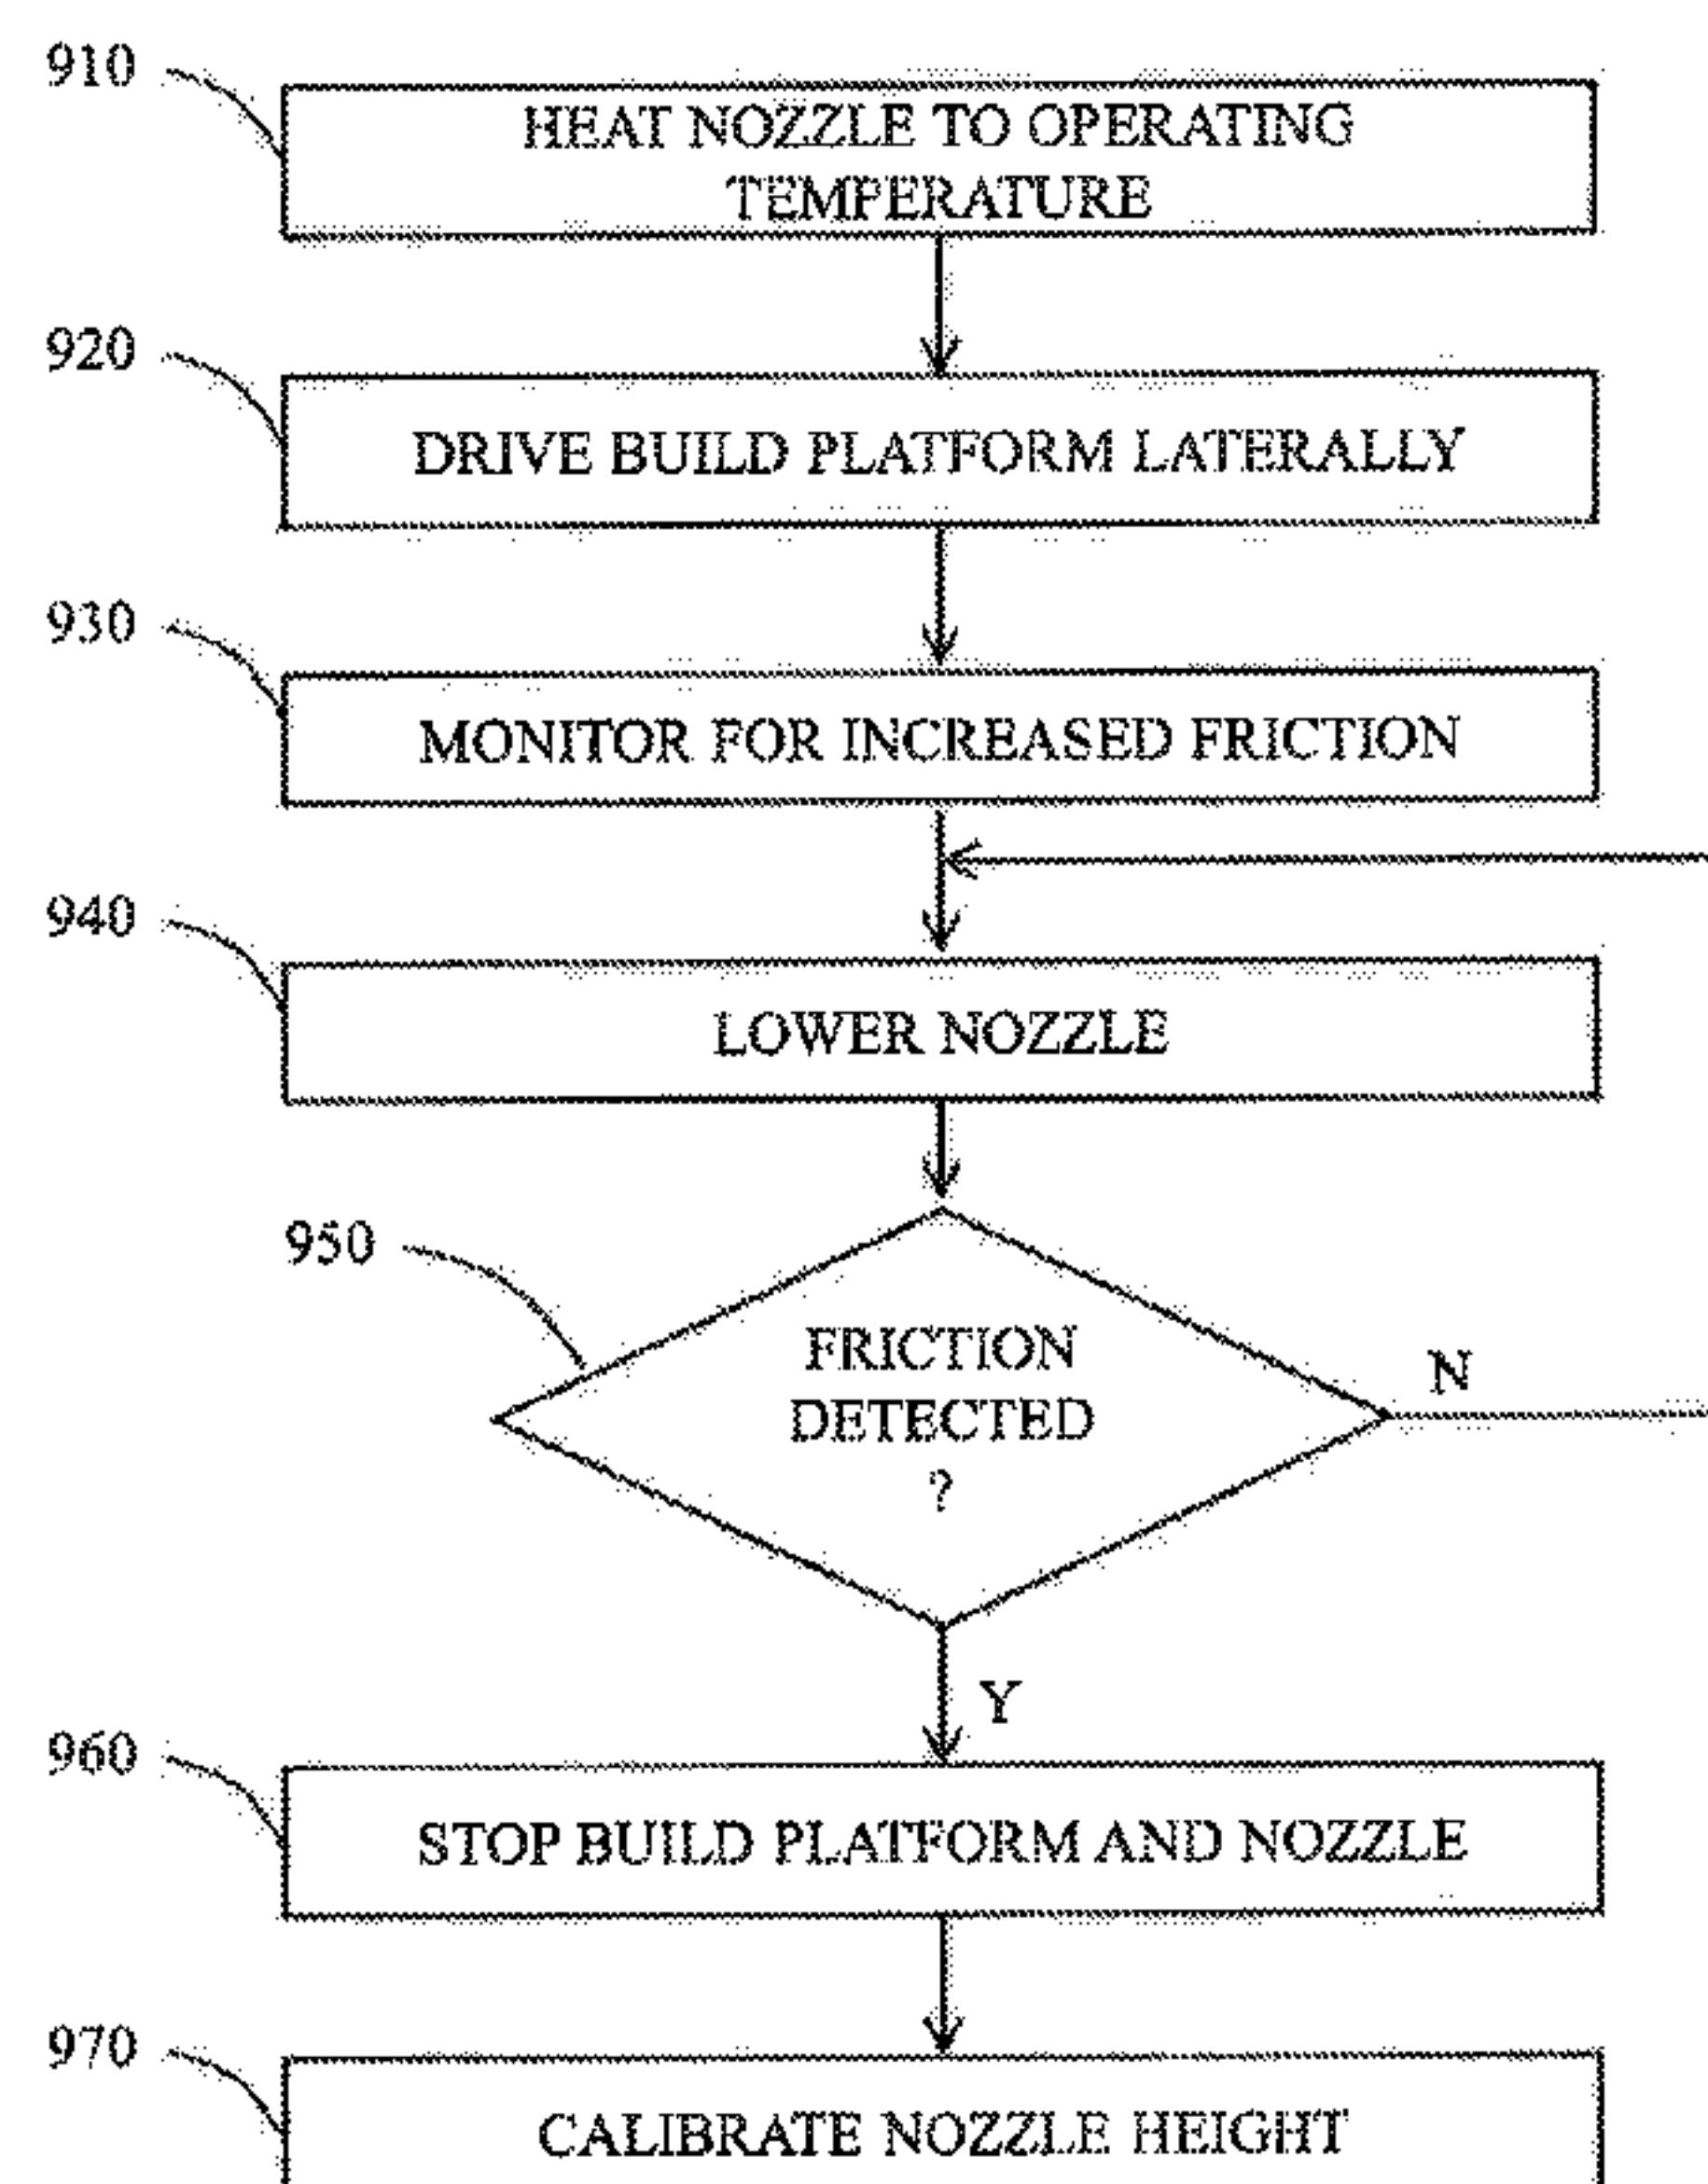 910
HEAT NOZZLE TO OPERATING
TEMPERATURE
920
DRIVE BUILD PLATFORM LATERALLY
930
MONITOR FOR INCREASED FRICTION
940
LOWER NOZZLE
950
FRICTION
DETECTED
?
N
Y
960
STOP BUILD PLATFORM AND NOZZLE
970
CALIBRATE NOZZLE HEIGHT